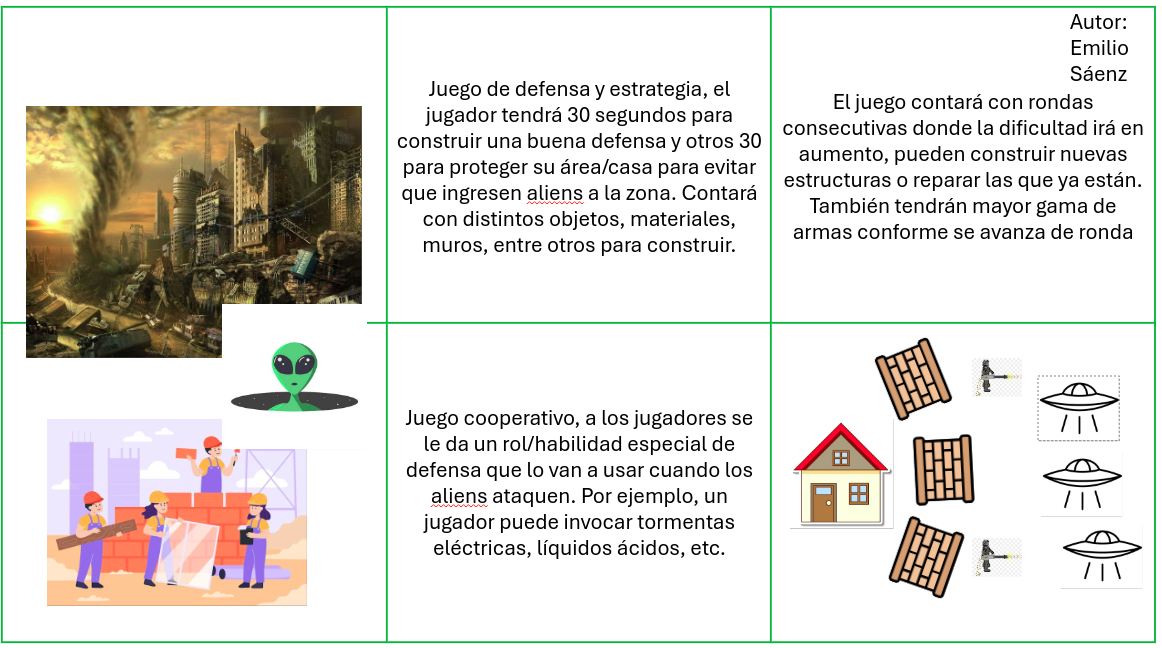 Juego de defensa y estrategia, el
jugador tendrá 30 segundos para
construir una buena defensa y otros 30
para proteger su área/casa para evitar
que ingresen aliens a la zona. Contará
con distintos objetos, materiales,
muros, entre otros para construir.
Autor:
Emilio
Sáenz
El juego contará con rondas
consecutivas donde la dificultad irá en
aumento, pueden construir nuevas
estructuras o reparar las que ya están.
También tendrán mayor gama de
armas conforme se avanza de ronda
Juego cooperativo, a los jugadores se
le da un rol/habilidad especial de
defensa que lo van a usar cuando los
aliens ataquen. Por ejemplo, un
jugador puede invocar tormentas
eléctricas, líquidos ácidos, etc.